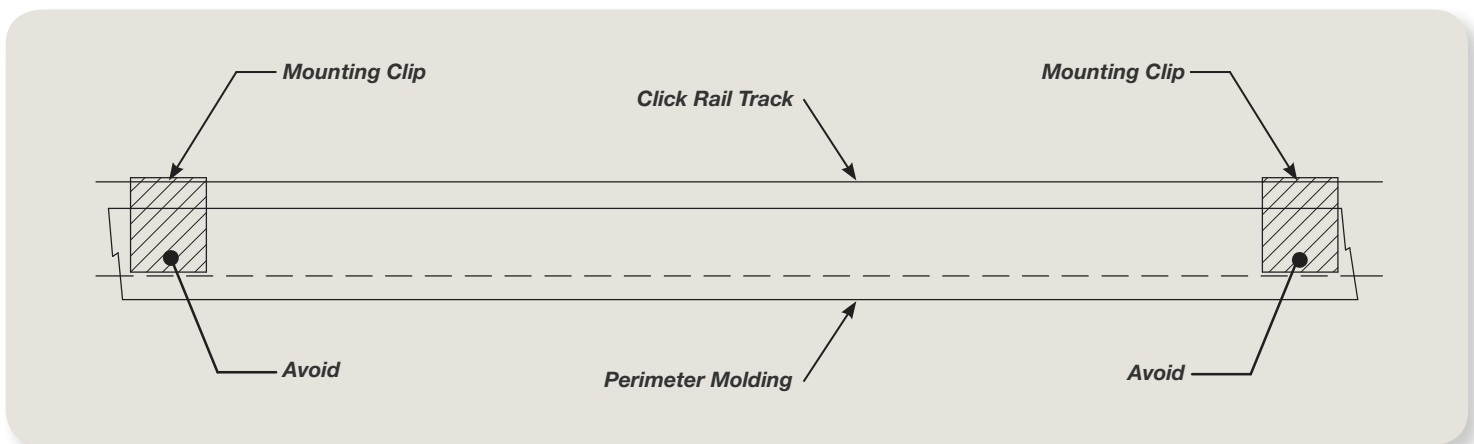 Mounting Clip
Mounting Clip
Click Rail Track
Avoid
Perimeter Molding
Avoid